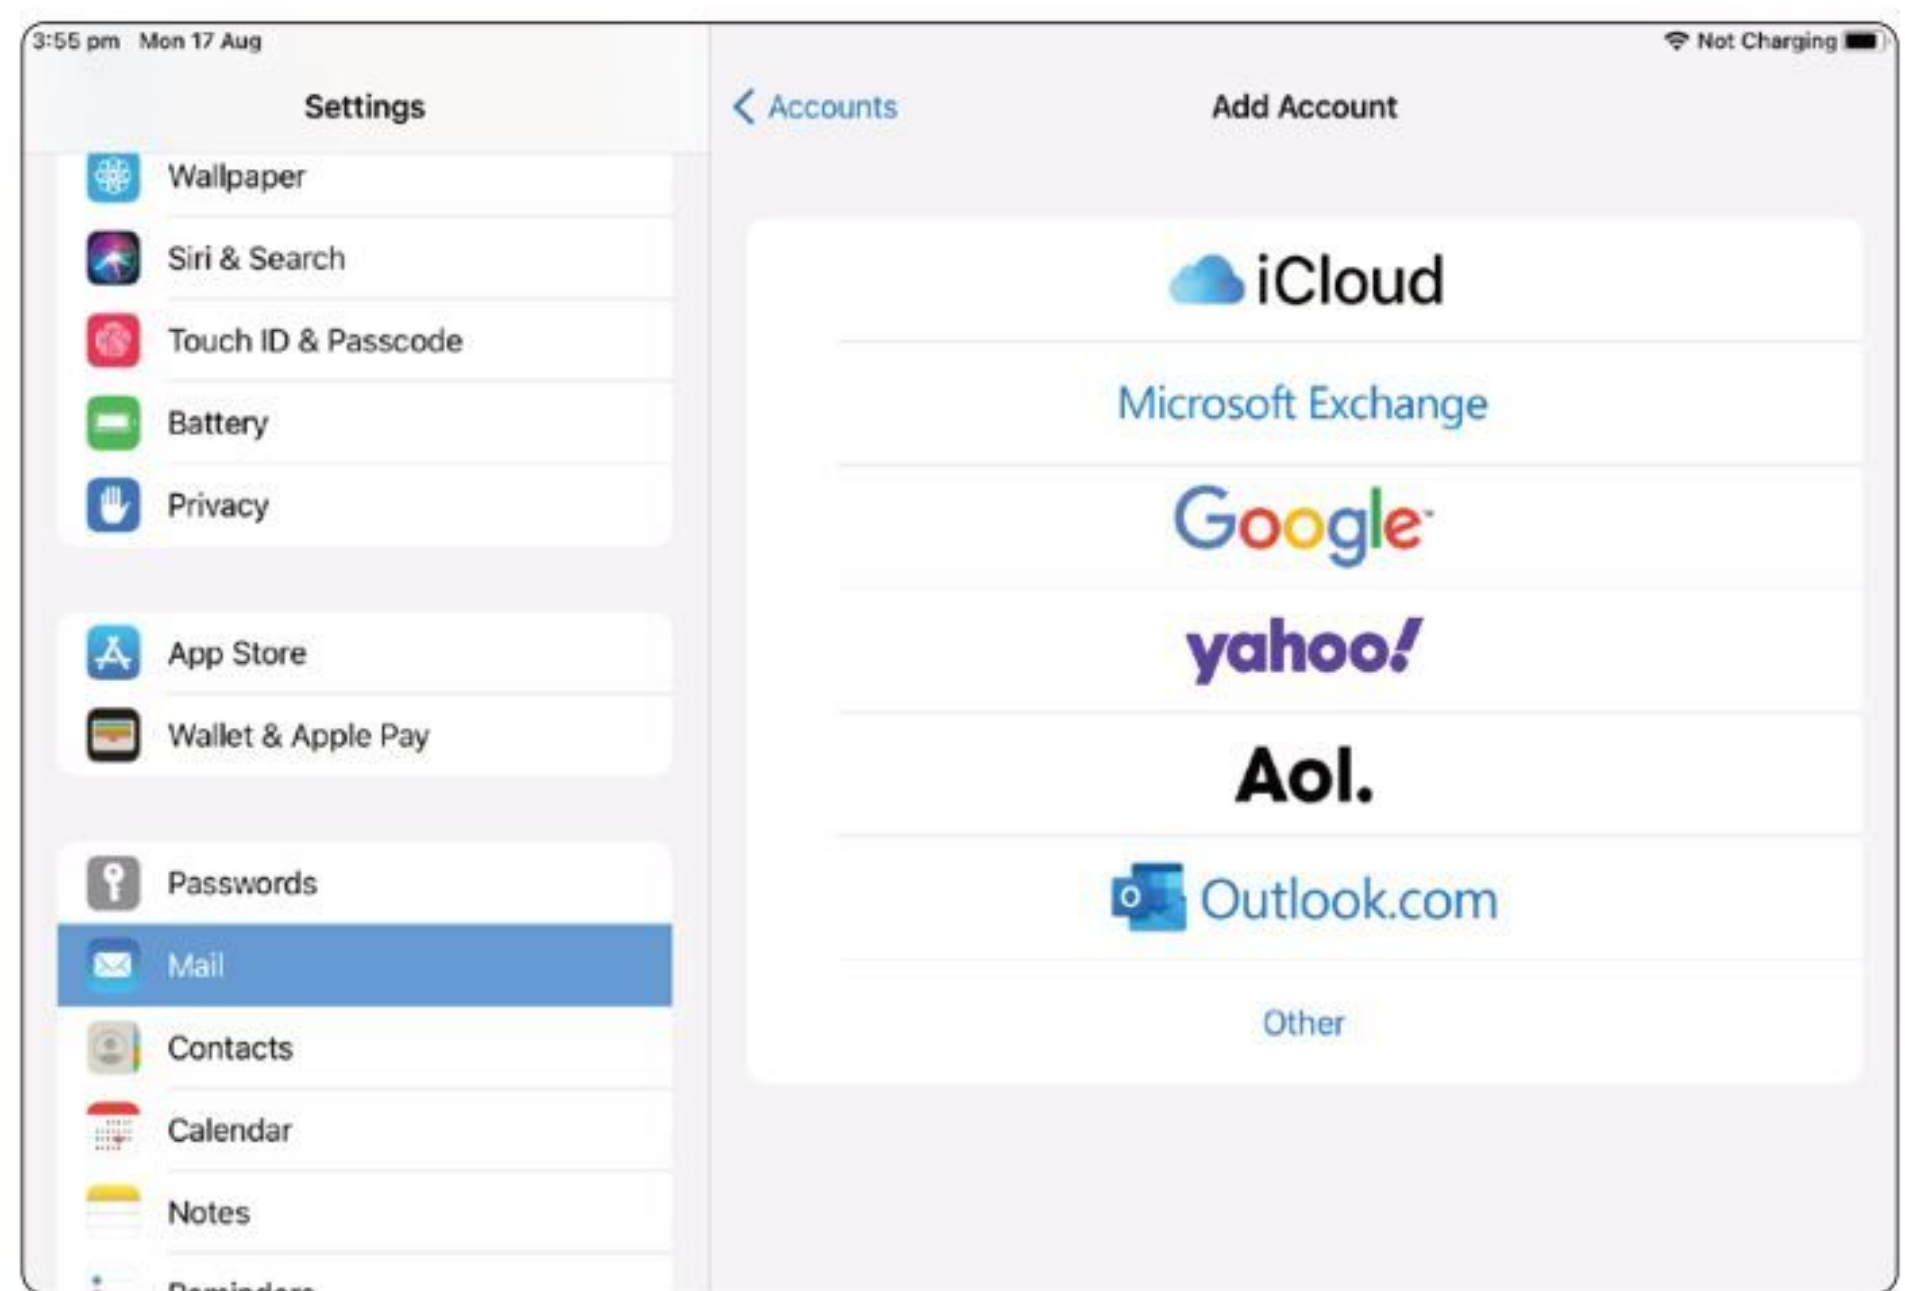 3:55 pm Mon 17 Aug
Not Charging
Settings
Wallpaper
Siri & Search
Touch ID & Passcode
Battery
Privacy
App Store
Wallet & Apple Pay
Passwords
Mail
Contacts
Calendar
Notes
Reminders
Accounts
Add Account
iCloud
Microsoft Exchange
Google™
yahoo!
Aol.
Outlook.com
Other